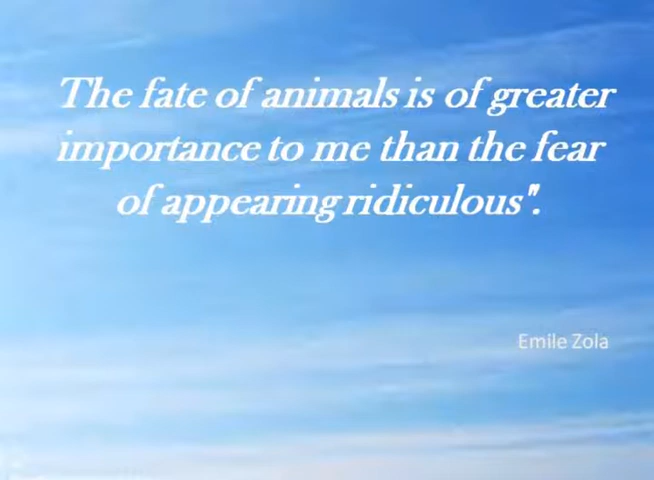 The fate of animals is of greater
importance to me than the fear
of appearing ridiculous".
Emile Zola